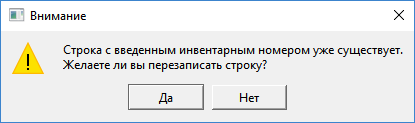 Внимание
Строка с введенным инвентарным номером уже существует.
Желаете ли вы перезаписать строку?
Да
Нет